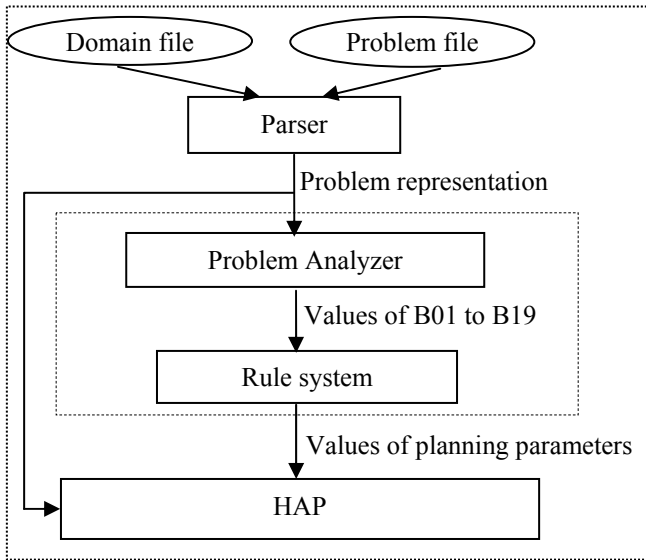 Domain file
Problem file
Parser
Problem representation
Problem Analyzer
Values of B01 to B19
Rule system
Values of planning parameters
HAP